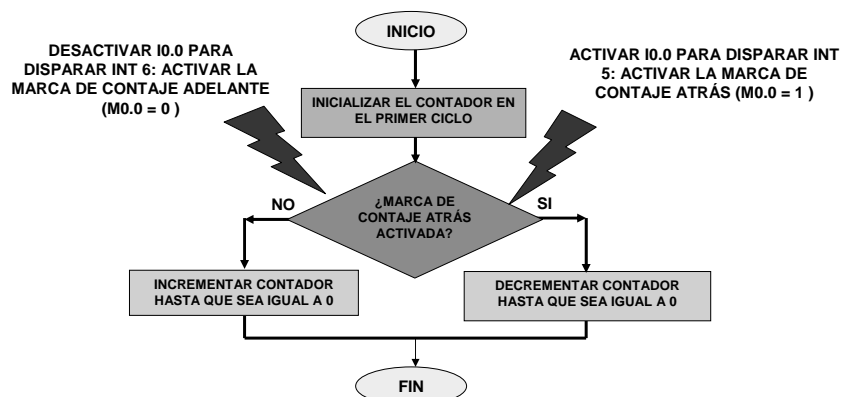 INICIO
DESACTIVAR I0.0 PARA
DISPARAR INT 6: ACTIVAR LA
MARCA DE CONTAJE ADELANTE
(M0.0 = 0 )
ACTIVAR I0.0 PARA DISPARAR INT
5: ACTIVAR LA MARCA DE
CONTAJE ATRÁS (M0.0 = 1 )
INICIALIZAR EL CONTADOR EN
EL PRIMER CICLO
¿MARCA DE
CONTAJE ATRÁS
ACTIVADA?
NO
SI
INCREMENTAR CONTADOR
HASTA QUE SEA IGUAL A 0
DECREMENTAR CONTADOR
HASTA QUE SEA IGUAL A 0
FIN